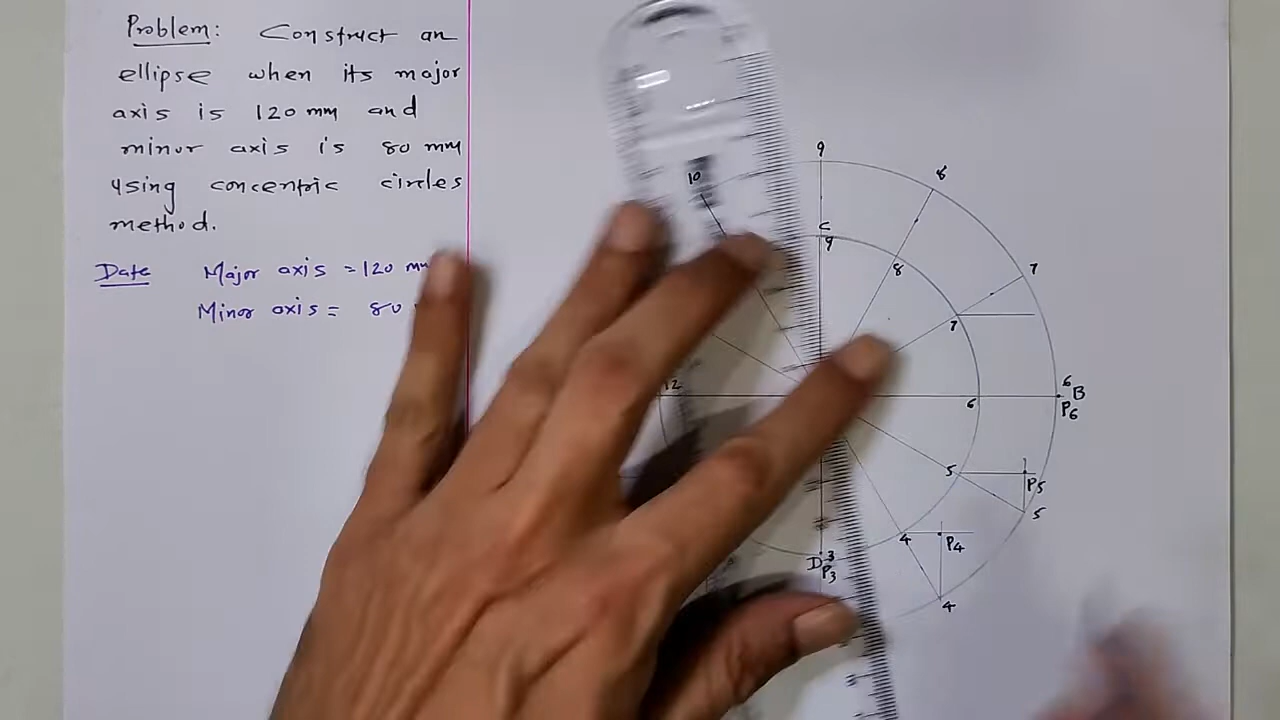 Problem: Construct an
ellipse when its major
axis is 120 mm and
minor axis is 80 mm
using concentric circles
method.
Date Major axis = 120 mm
Minor axis = 80
10
9
8
7
C
9
8
7
12
6
6 B
P6
5
P5
5
4
P4
4
D 3
P3